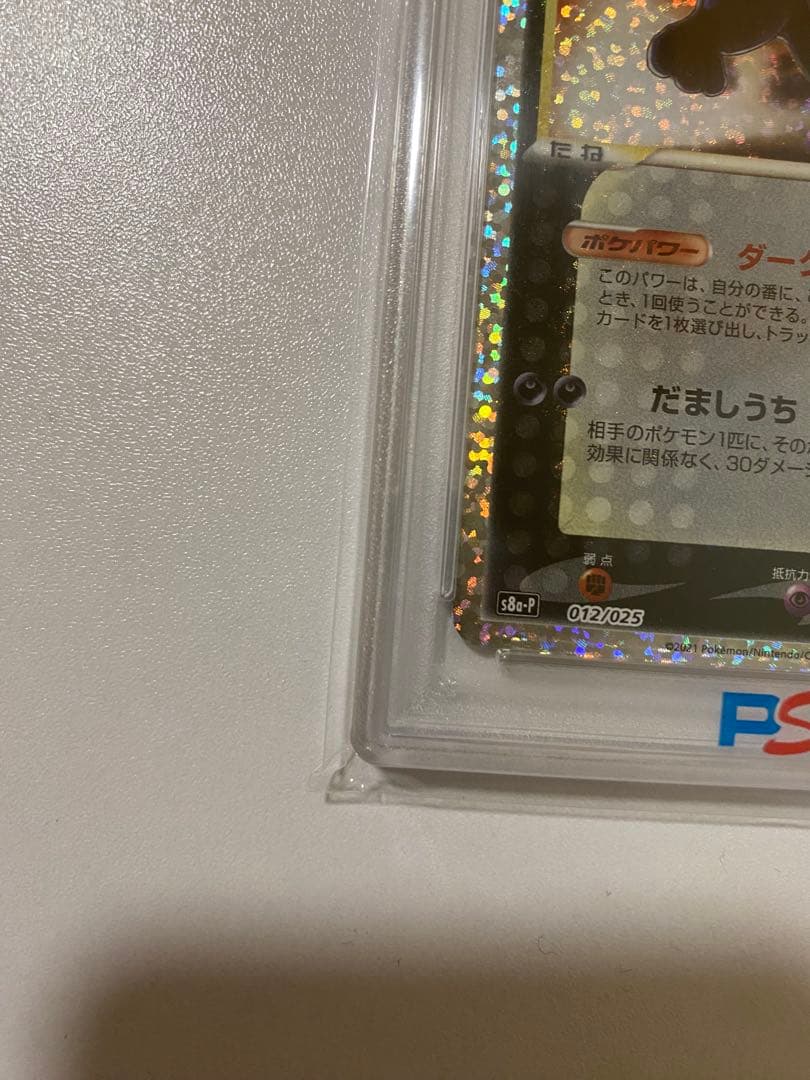 たね
ポケパワー ダーク
このパワーは、自分の番に、
とき、1回使うことができる。
カードを1枚選び出し、トラッ
だましうち
相手のポケモン1匹に、その
効果に関係なく、30ダメー
弱点
抵抗力
s8a-P 012/025
©2021 Pokémon/Nintendo/C
PS